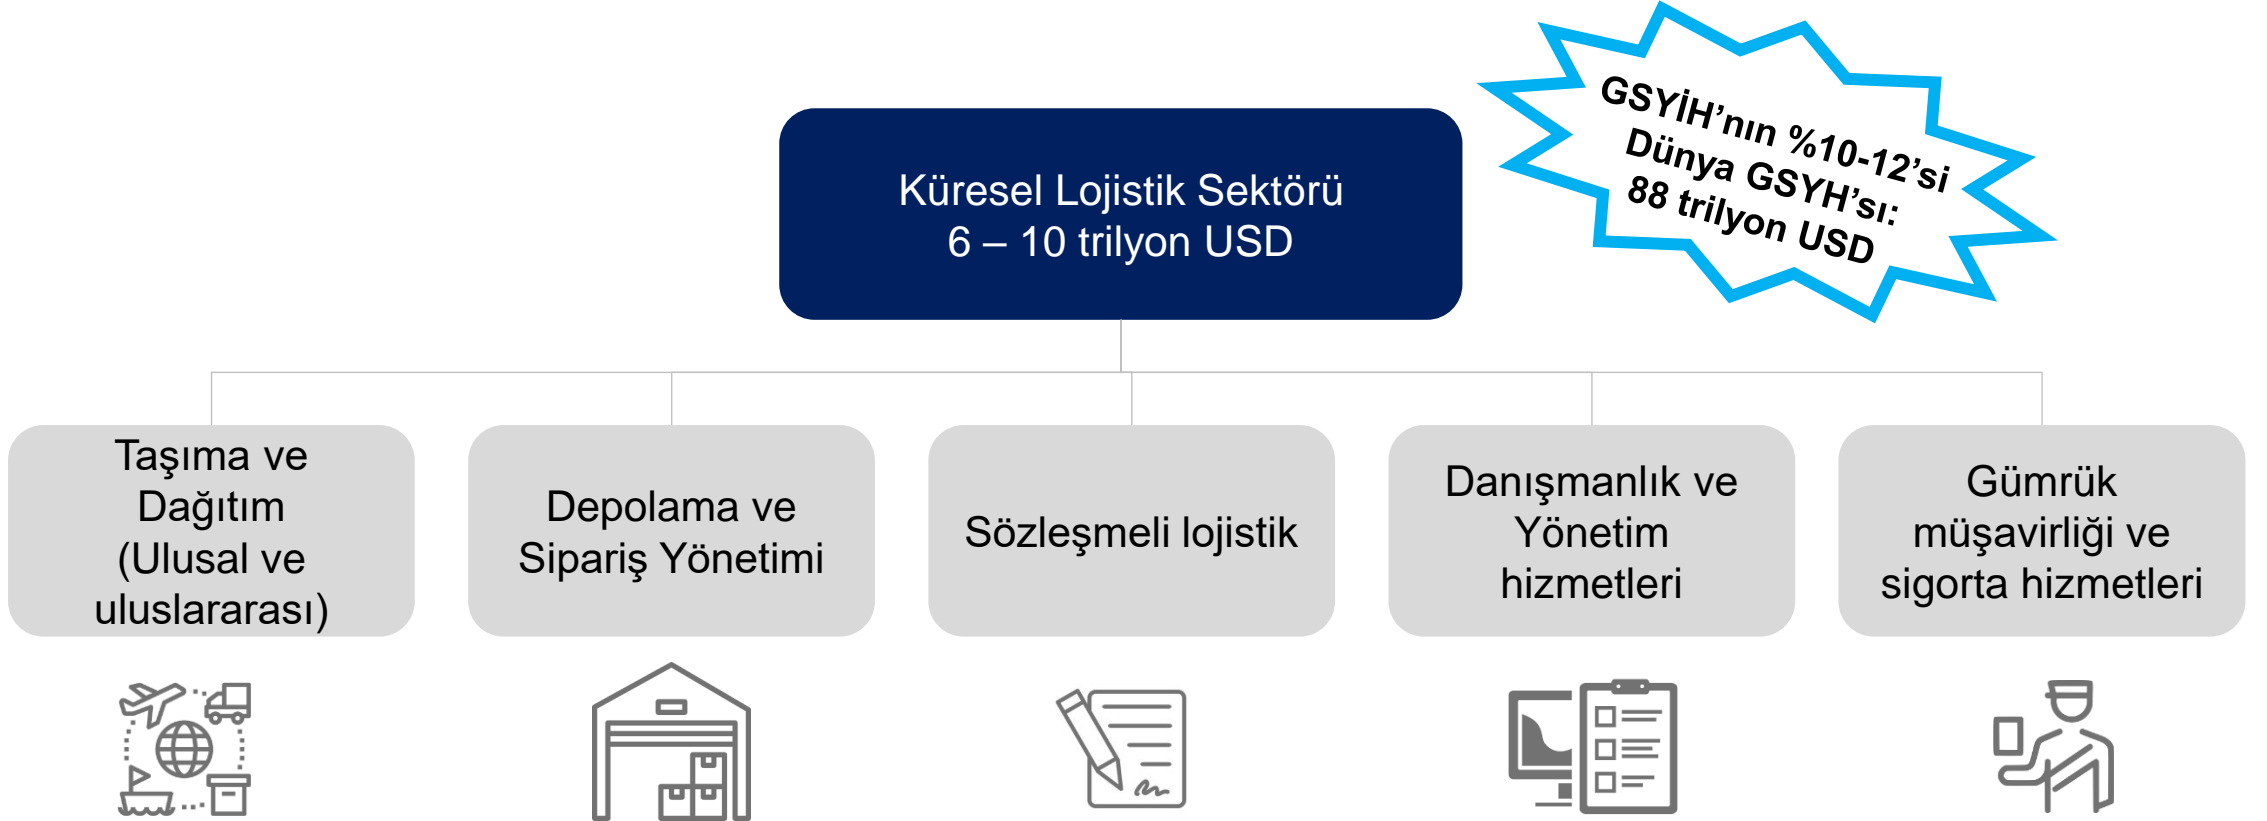 GSYİH’nın %10-12’si
Dünya GSYH’sı:
88 trilyon USD
Küresel Lojistik Sektörü
6 – 10 trilyon USD
Taşıma ve
Dağıtım
(Ulusal ve
uluslararası)
Depolama ve
Sipariş Yönetimi
Sözleşmeli lojistik
Danışmanlık ve
Yönetim
hizmetleri
Gümrük
müşavirliği ve
sigorta hizmetleri